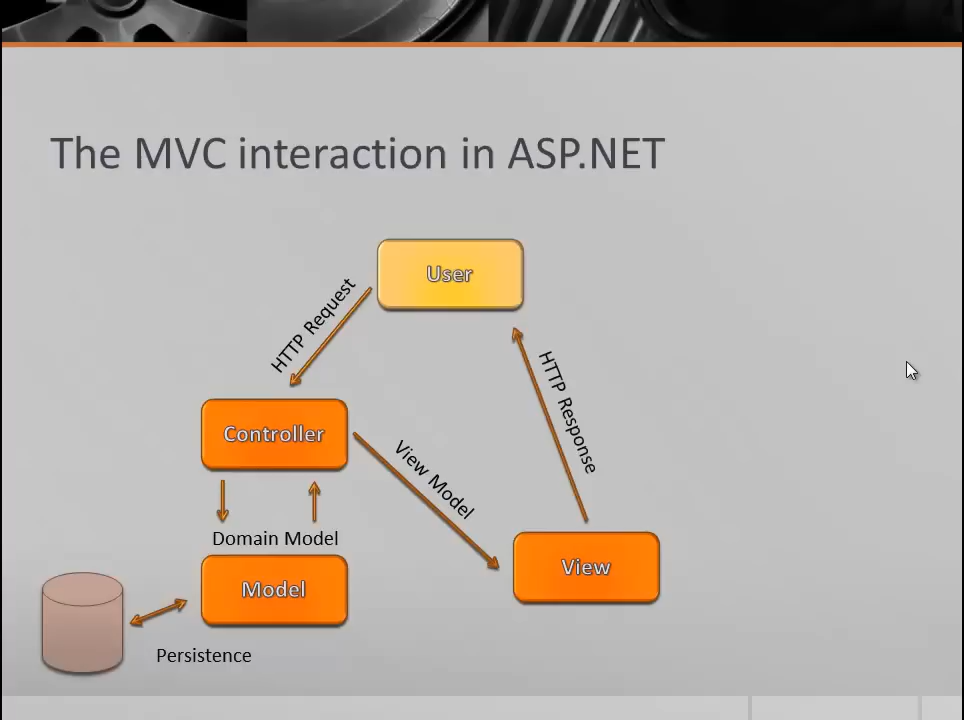 The MVC interaction in ASP.NET
User
HTTP Request
HTTP Response
Controller
View Model
Domain Model
View
Model
Persistence